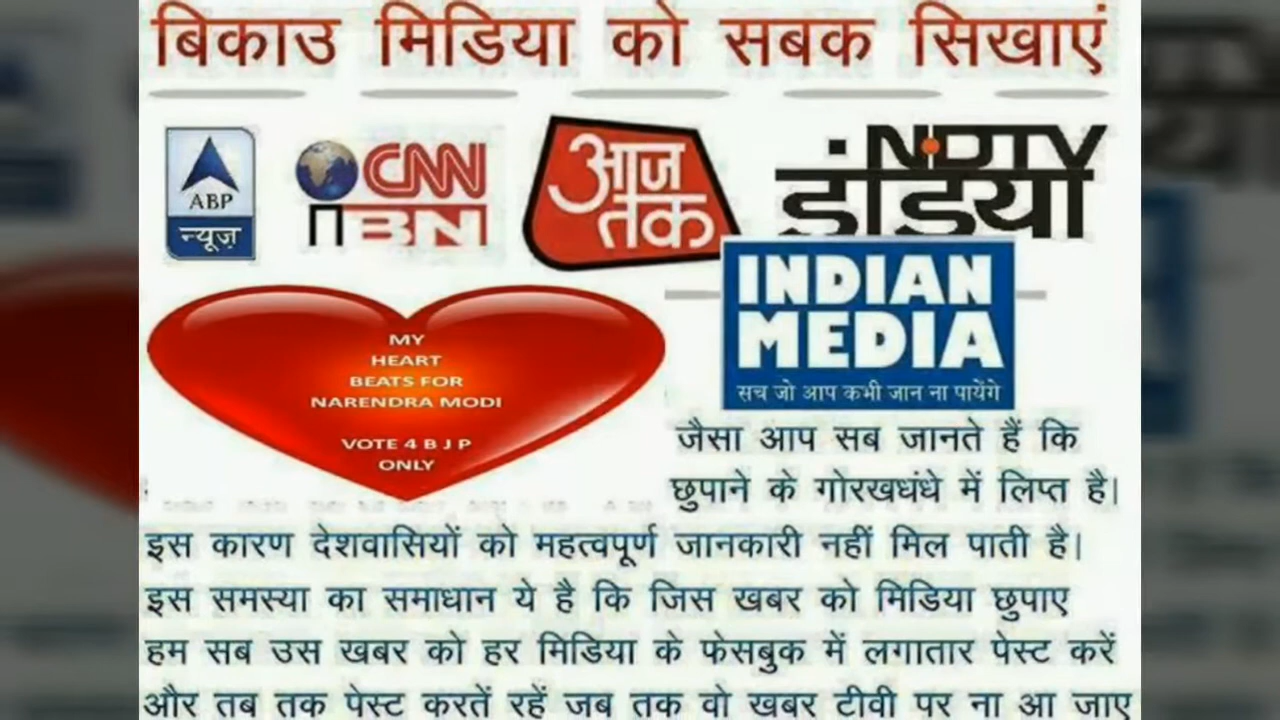 बिकाउ मिडिया को सबक सिखाएं
ABP
न्यूज़
CNN
IBN
आज
तक
NDTV
इंडिया
INDIAN
MEDIA
सच जो आप कभी जान ना पायेंगे
MY
HEART
BEATS FOR
NARENDRA MODI
VOTE 4 B J P
ONLY
जैसा आप सब जानते हैं कि
छुपाने के गोरखधंधे में लिप्त है।
इस कारण देशवासियों को महत्वपूर्ण जानकारी नहीं मिल पाती है।
इस समस्या का समाधान ये है कि जिस खबर को मिडिया छुपाए
हम सब उस खबर को हर मिडिया के फेसबुक में लगातार पेस्ट करें
और तब तक पेस्ट करतें रहें जब तक वो खबर टीवी पर ना आ जाए